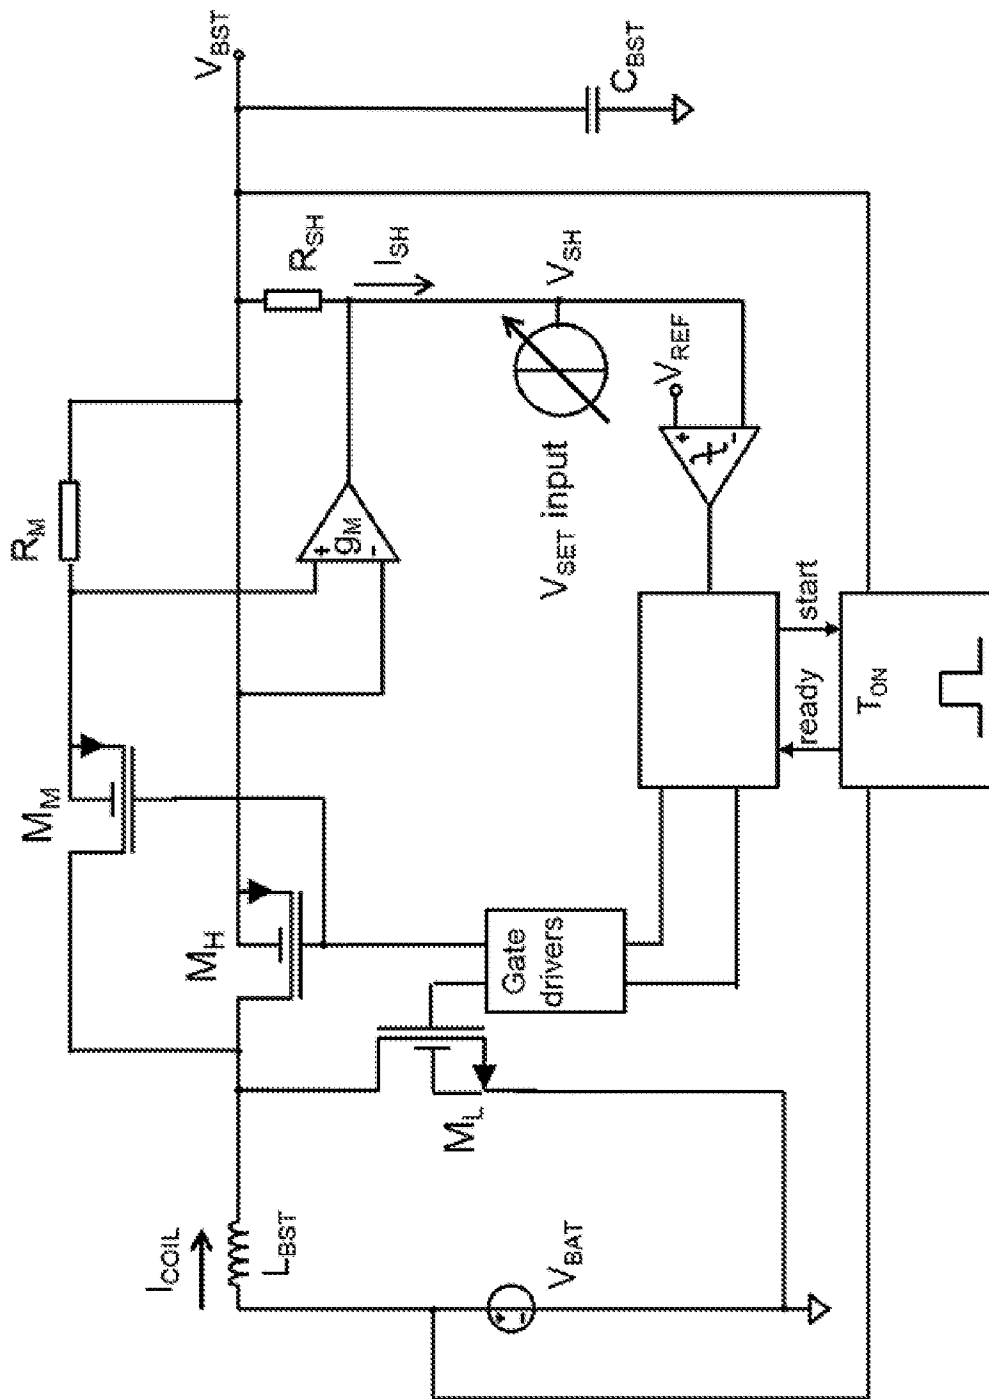 V_BST
C_BST
R_SH
I_SH
V_SH
V_REF
+
-
V_SET input
R_M
g_M
+
-
M_M
M_H
M_L
Gate
drivers
start
ready
T_ON
I_COIL
L_BST
V_BAT
+
-